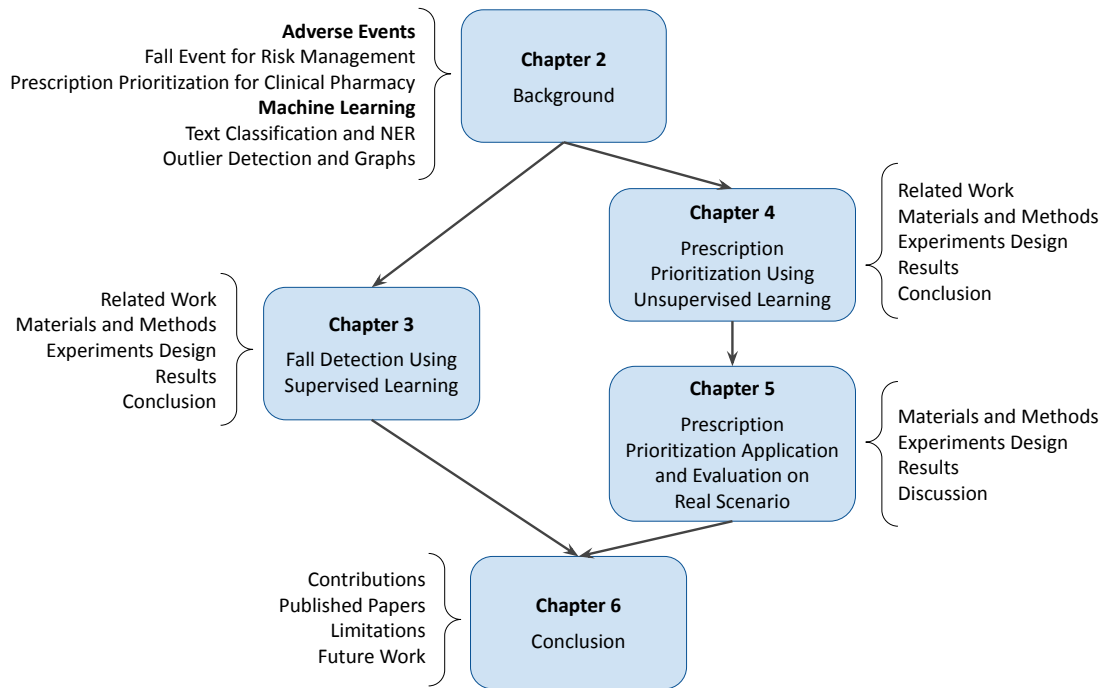 Adverse Events
Fall Event for Risk Management
Prescription Prioritization for Clinical Pharmacy
Machine Learning
Text Classification and NER
Outlier Detection and Graphs
Chapter 2
Background
Chapter 4
Prescription
Prioritization Using
Unsupervised Learning
Related Work
Materials and Methods
Experiments Design
Results
Conclusion
Related Work
Materials and Methods
Experiments Design
Results
Conclusion
Chapter 3
Fall Detection Using
Supervised Learning
Chapter 5
Prescription
Prioritization Application
and Evaluation on
Real Scenario
Materials and Methods
Experiments Design
Results
Discussion
Contributions
Published Papers
Limitations
Future Work
Chapter 6
Conclusion